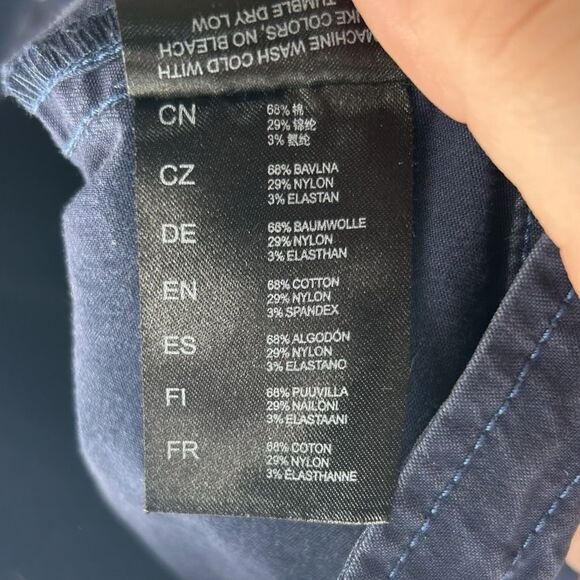 MACHINE WASH COLD WITH
LIKE COLORS, NO BLEACH
TUMBLE DRY LOW
CN
68% 棉
29% 锦纶
3% 氨纶
CZ
68% BAVLNA
29% NYLON
3% ELASTAN
DE
68% BAUMWOLLE
29% NYLON
3% ELASTHAN
EN
68% COTTON
29% NYLON
3% SPANDEX
ES
68% ALGODÓN
29% NYLON
3% ELASTANO
FI
68% PUUVILLA
29% NAILONI
3% ELASTAANI
FR
68% COTON
29% NYLON
3% ÉLASTHANNE